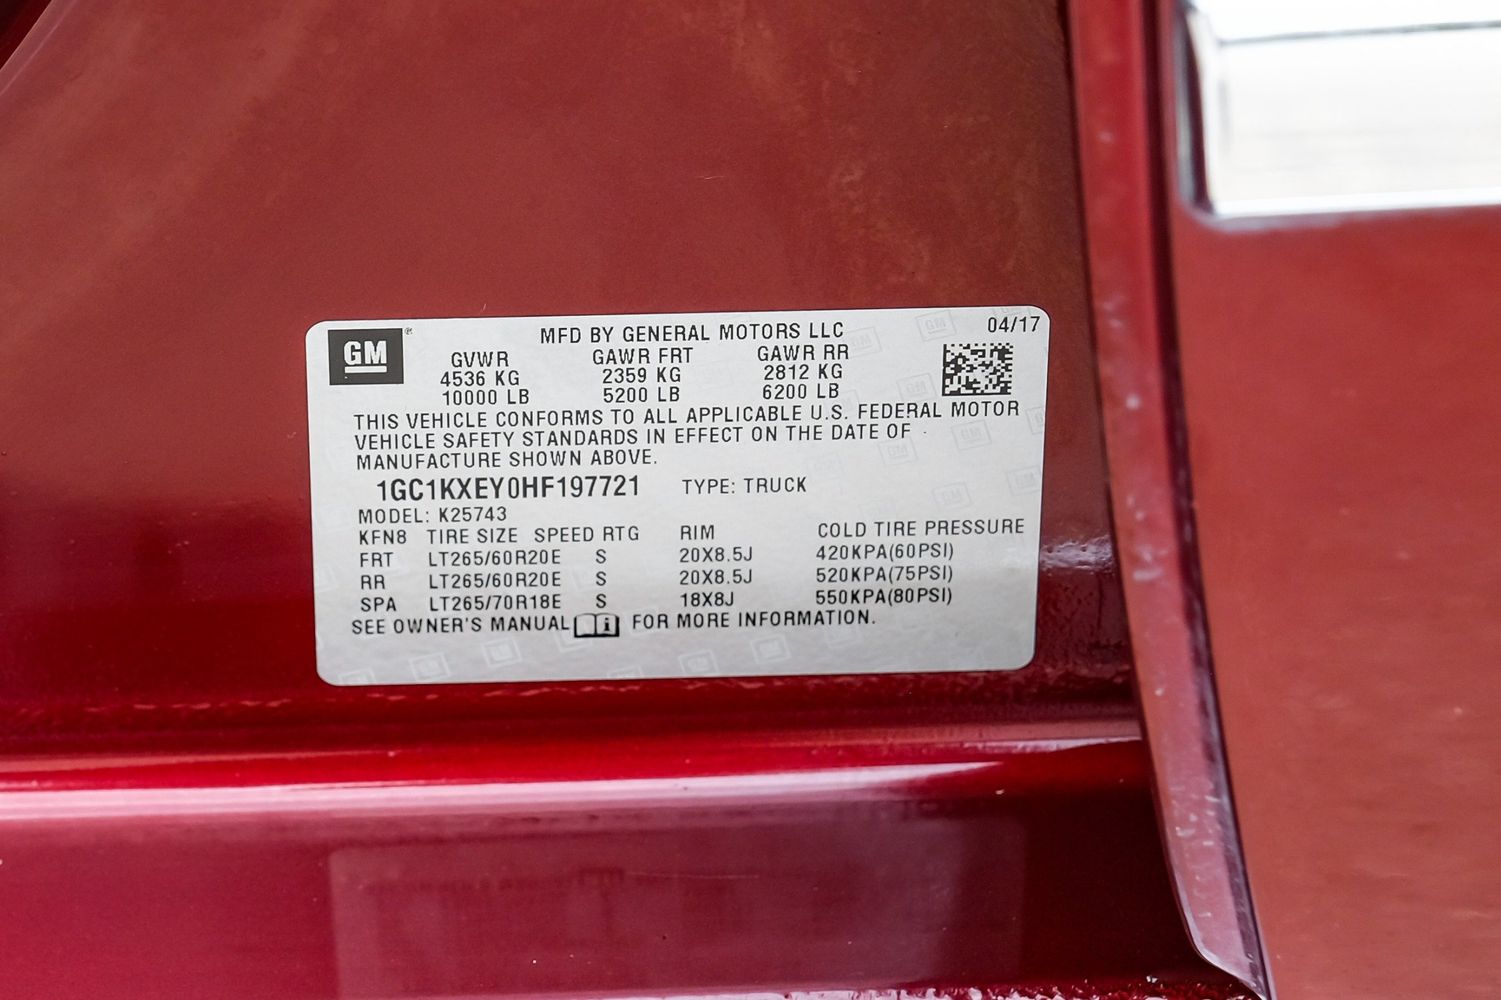 GM ® MFD BY GENERAL MOTORS LLC 04/17
GVWR GAWR FRT GAWR RR
4536 KG 2359 KG 2812 KG
10000 LB 5200 LB 6200 LB
THIS VEHICLE CONFORMS TO ALL APPLICABLE U.S. FEDERAL MOTOR
VEHICLE SAFETY STANDARDS IN EFFECT ON THE DATE OF
MANUFACTURE SHOWN ABOVE.
1GC1KXEY0HF197721 TYPE: TRUCK
MODEL: K25743
KFN8 TIRE SIZE SPEED RTG RIM COLD TIRE PRESSURE
FRT LT265/60R20E S 20X8.5J 420KPA(60PSI)
RR LT265/60R20E S 20X8.5J 520KPA(75PSI)
SPA LT265/70R18E S 18X8J 550KPA(80PSI)
SEE OWNER'S MANUAL i FOR MORE INFORMATION.